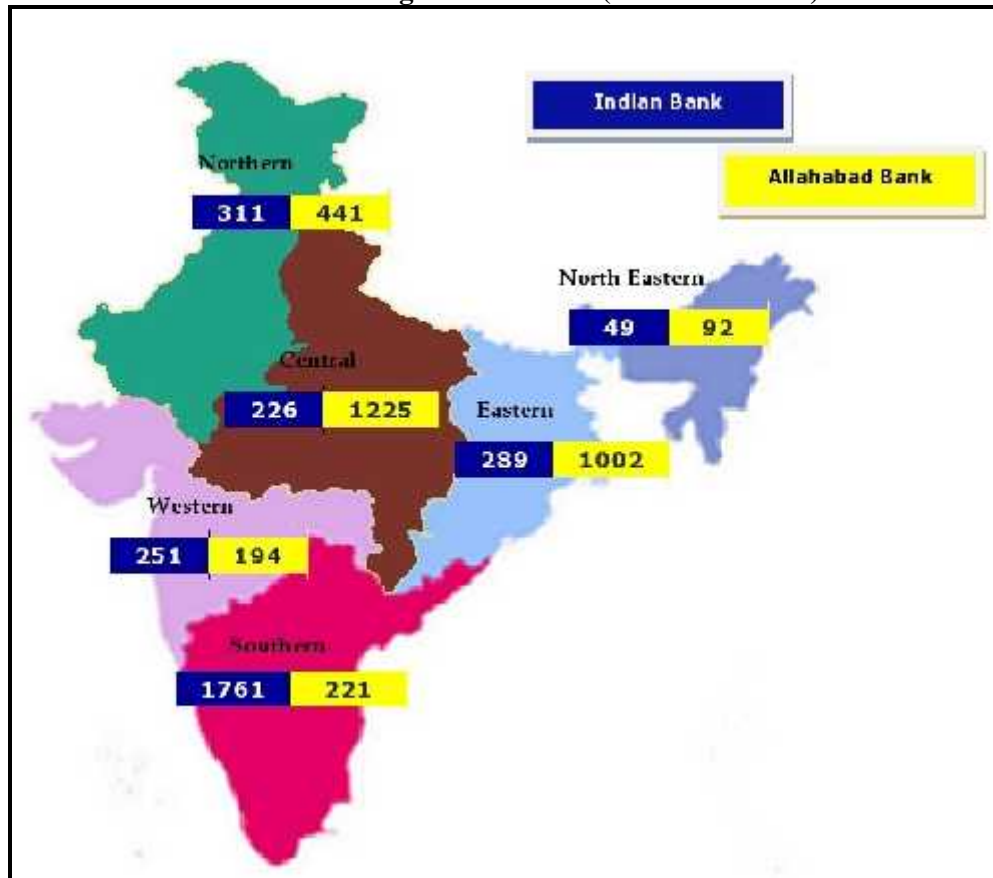 Indian Bank
Allahabad Bank
Northern
311 441
North Eastern
49 92
Central
226 1225
Eastern
289 1002
Western
251 194
Southern
1761 221